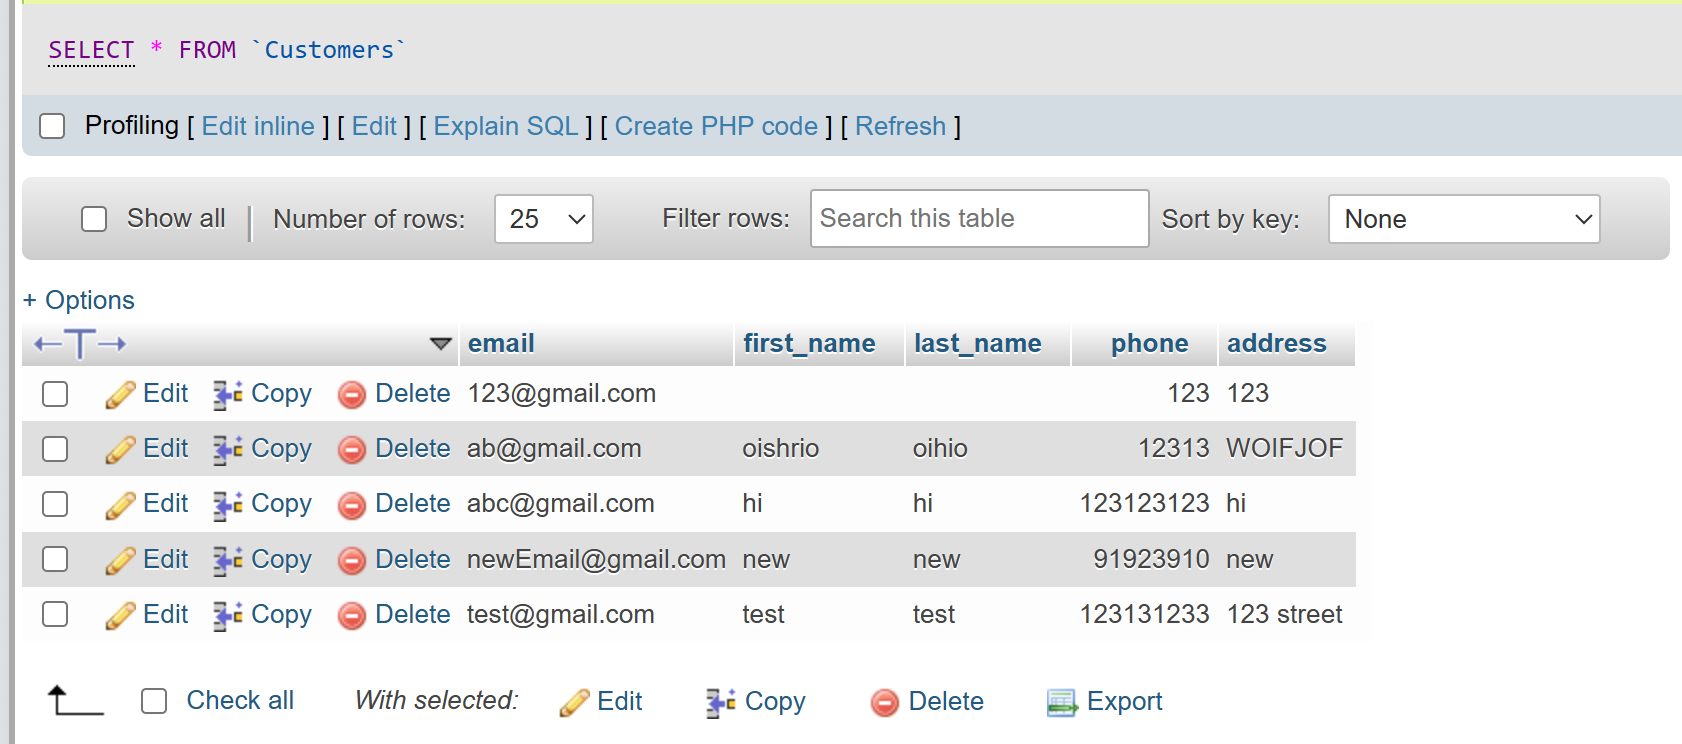 SELECT * FROM `Customers`
Profiling [ Edit inline ] [ Edit ] [ Explain SQL ] [ Create PHP code ] [ Refresh ]
Show all | Number of rows: 25 Filter rows: Search this table Sort by key: None
+ Options
←T→ email first_name last_name phone address
Edit Copy Delete 123@gmail.com 123 123
Edit Copy Delete ab@gmail.com oishrio oihio 12313 WOIFJOF
Edit Copy Delete abc@gmail.com hi hi 123123123 hi
Edit Copy Delete newEmail@gmail.com new new 91923910 new
Edit Copy Delete test@gmail.com test test 123131233 123 street
Check all With selected: Edit Copy Delete Export